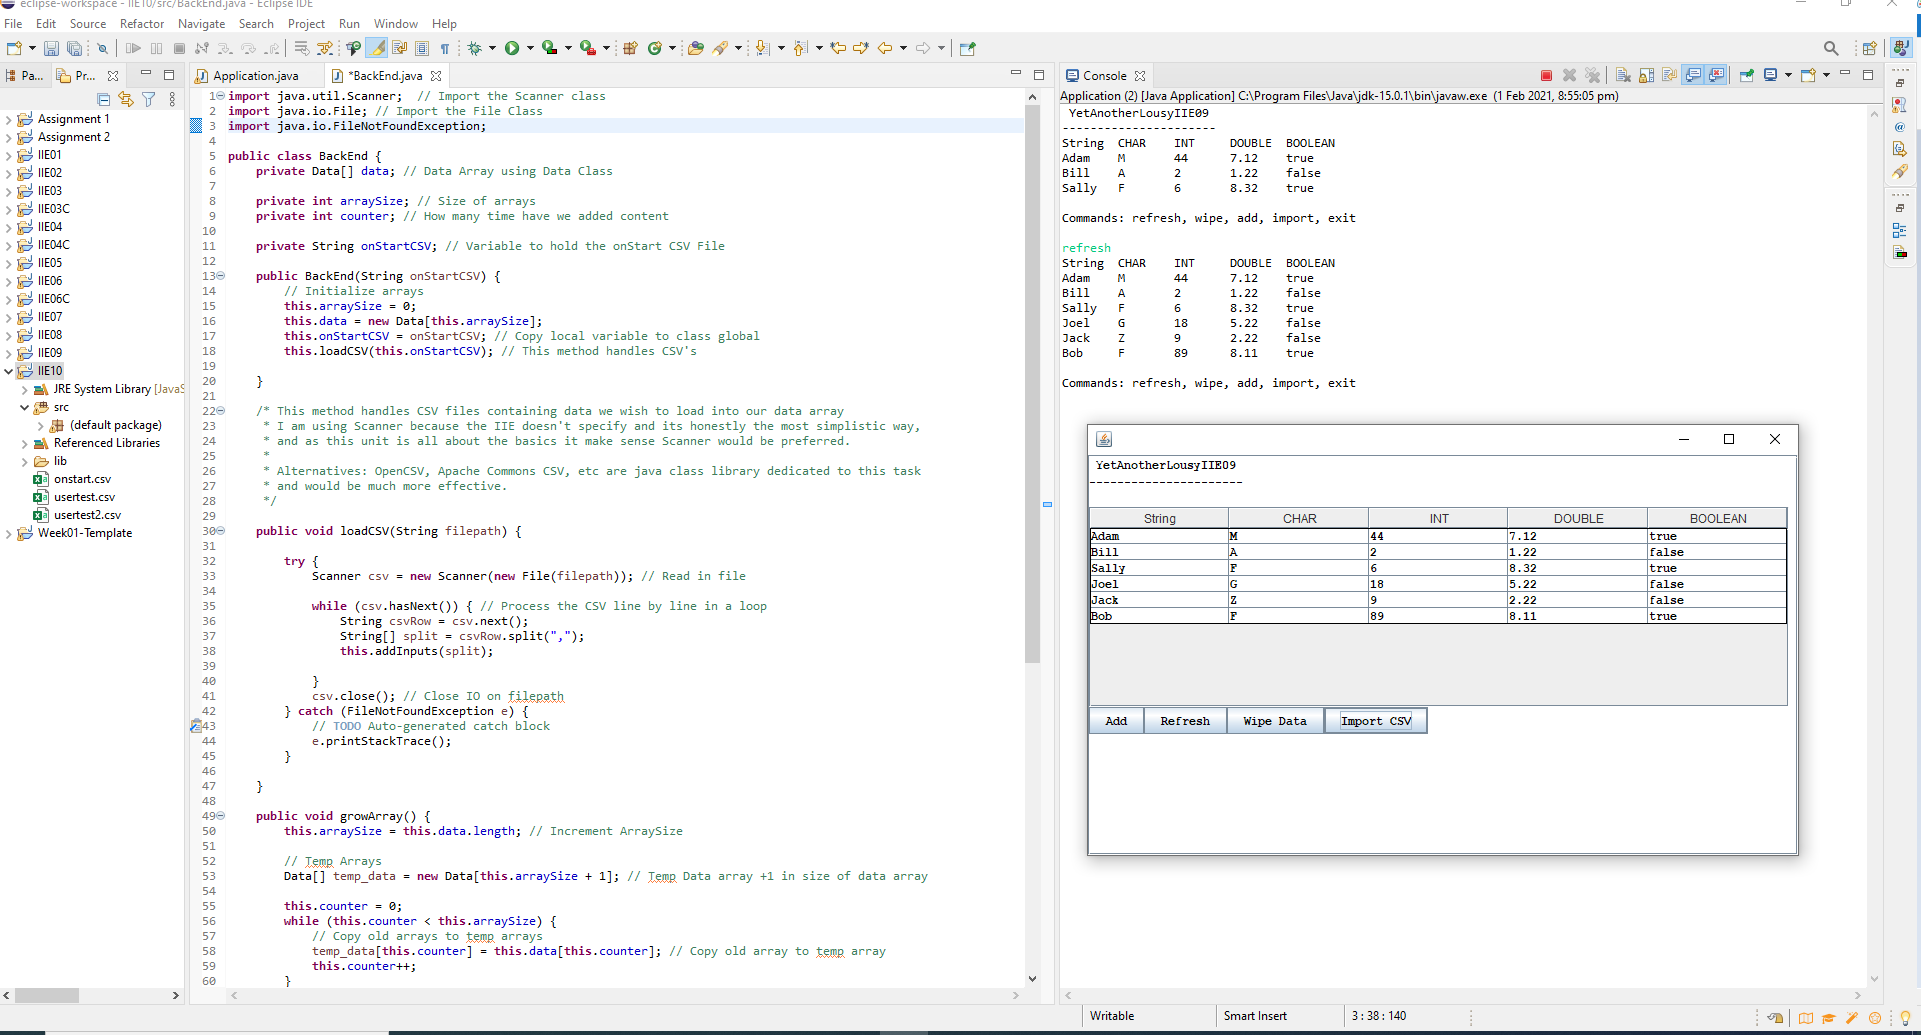 eclipse-workspace - IIE10/src/BackEnd.java - Eclipse IDE
File Edit Source Refactor Navigate Search Project Run Window Help
Pa... Pr...
Assignment 1
Assignment 2
IIE01
IIE02
IIE03
IIE03C
IIE04
IIE04C
IIE05
IIE06
IIE06C
IIE07
IIE08
IIE09
IIE10
JRE System Library [JavaS
src
(default package)
Referenced Libraries
lib
onstart.csv
usertest.csv
usertest2.csv
Week01-Template
Application.java *BackEnd.java
1 import java.util.Scanner; // Import the Scanner class
2 import java.io.File; // Import the File Class
3 import java.io.FileNotFoundException;
4
5 public class BackEnd {
6 private Data[] data; // Data Array using Data Class
7
8 private int arraySize; // Size of arrays
9 private int counter; // How many time have we added content
10
11 private String onStartCSV; // Variable to hold the onStart CSV File
12
13 public BackEnd(String onStartCSV) {
14 // Initialize arrays
15 this.arraySize = 0;
16 this.data = new Data[this.arraySize];
17 this.onStartCSV = onStartCSV; // Copy local variable to class global
18 this.loadCSV(this.onStartCSV); // This method handles CSV's
19
20 }
21
22 /* This method handles CSV files containing data we wish to load into our data array
23 * I am using Scanner because the IIE doesn't specify and its honestly the most simplistic way,
24 * and as this unit is all about the basics it make sense Scanner would be preferred.
25 *
26 * Alternatives: OpenCSV, Apache Commons CSV, etc are java class library dedicated to this task
27 * and would be much more effective.
28 */
29
30 public void loadCSV(String filepath) {
31
32 try {
33 Scanner csv = new Scanner(new File(filepath)); // Read in file
34
35 while (csv.hasNext()) { // Process the CSV line by line in a loop
36 String csvRow = csv.next();
37 String[] split = csvRow.split(",");
38 this.addInputs(split);
39
40 }
41 csv.close(); // Close IO on filepath
42 } catch (FileNotFoundException e) {
43 // TODO Auto-generated catch block
44 e.printStackTrace();
45 }
46
47 }
48
49 public void growArray() {
50 this.arraySize = this.data.length; // Increment ArraySize
51
52 // Temp Arrays
53 Data[] temp_data = new Data[this.arraySize + 1]; // Temp Data array +1 in size of data array
54
55 this.counter = 0;
56 while (this.counter < this.arraySize) {
57 // Copy old arrays to temp arrays
58 temp_data[this.counter] = this.data[this.counter]; // Copy old array to temp array
59 this.counter++;
60 }
Console
Application (2) [Java Application] C:\Program Files\Java\jdk-15.0.1\bin\javaw.exe (1 Feb 2021, 8:55:05 pm)
YetAnotherLousyIIE09
----------------------
String CHAR INT DOUBLE BOOLEAN
Adam M 44 7.12 true
Bill A 2 1.22 false
Sally F 6 8.32 true
Commands: refresh, wipe, add, import, exit
refresh
String CHAR INT DOUBLE BOOLEAN
Adam M 44 7.12 true
Bill A 2 1.22 false
Sally F 6 8.32 true
Joel G 18 5.22 false
Jack Z 9 2.22 false
Bob F 89 8.11 true
Commands: refresh, wipe, add, import, exit
YetAnotherLousyIIE09
----------------------
String CHAR INT DOUBLE BOOLEAN
Adam M 44 7.12 true
Bill A 2 1.22 false
Sally F 6 8.32 true
Joel G 18 5.22 false
Jack Z 9 2.22 false
Bob F 89 8.11 true
Add Refresh Wipe Data Import CSV
Writable Smart Insert 3 : 38 : 140